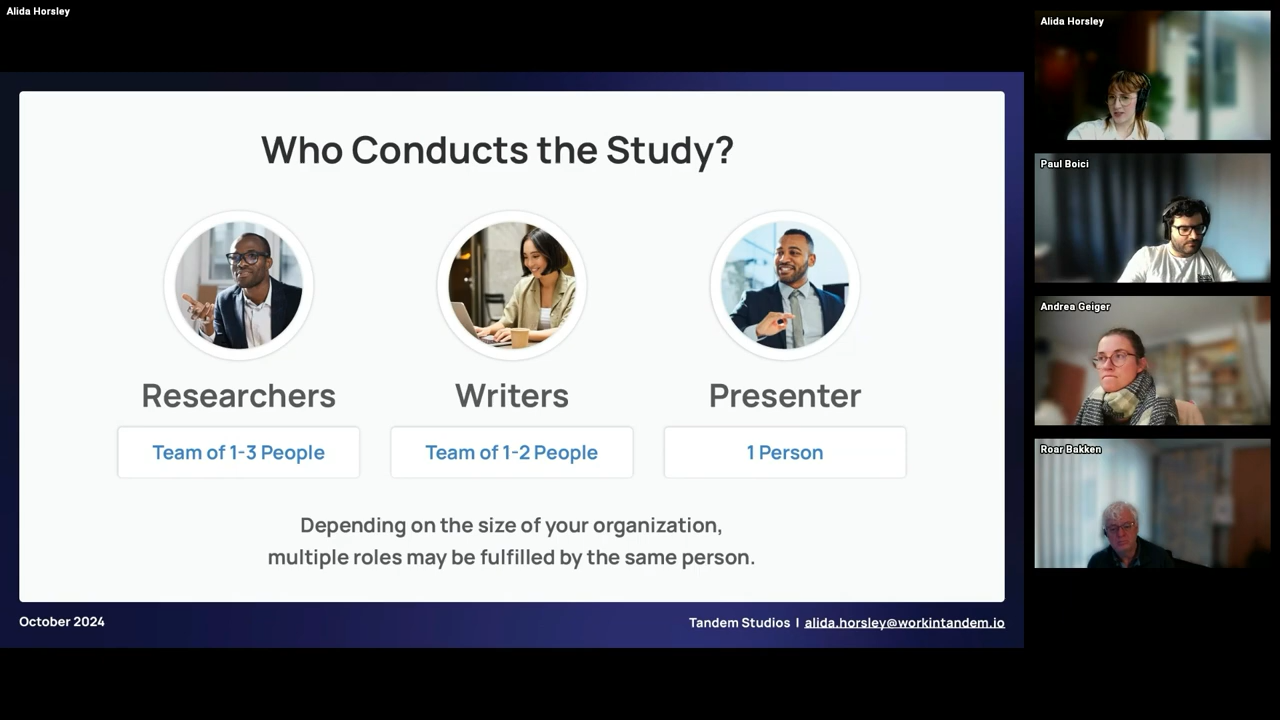 Alida Horsley
Who Conducts the Study?
Researchers
Writers
Presenter
Team of 1-3 People
Team of 1-2 People
1 Person
Depending on the size of your organization,
multiple roles may be fulfilled by the same person.
October 2024
Tandem Studios | alida.horsley@workintandem.io
Alida Horsley
Paul Boici
Andrea Geiger
Roar Bakken